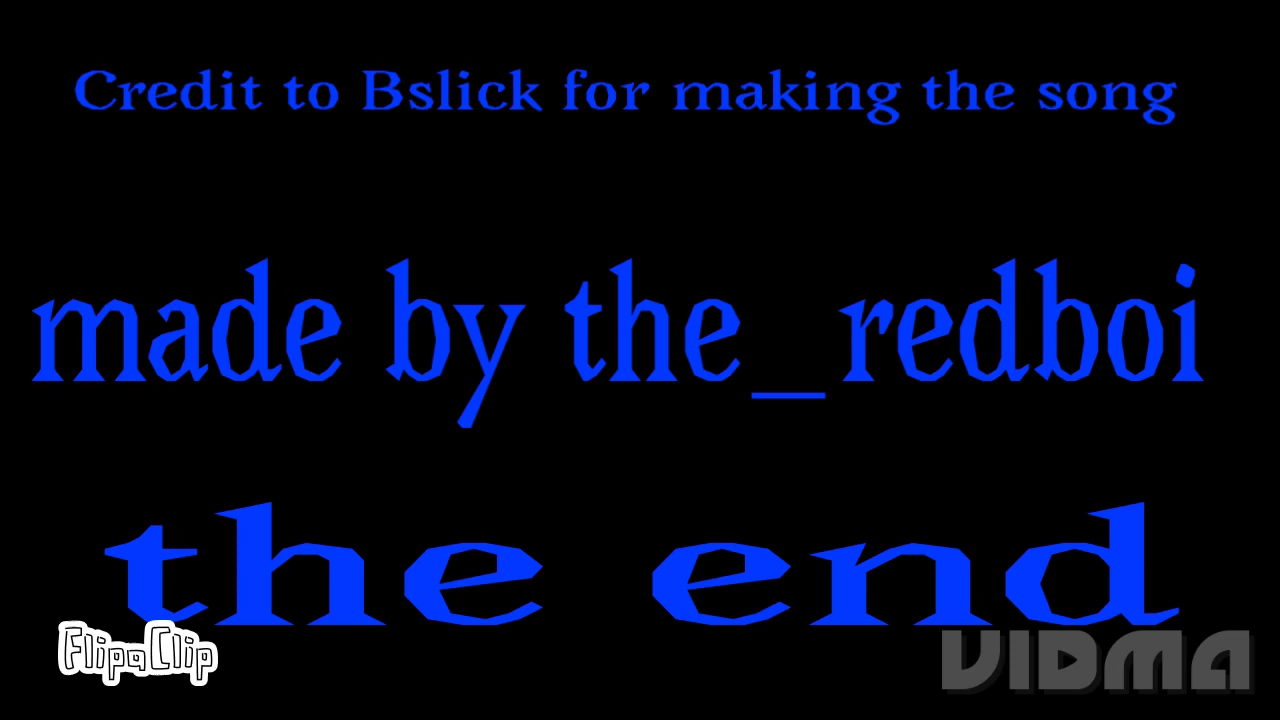 Credit to Bslick for making the song
made by the_redboi
the end
FlipaClip
VIDMA